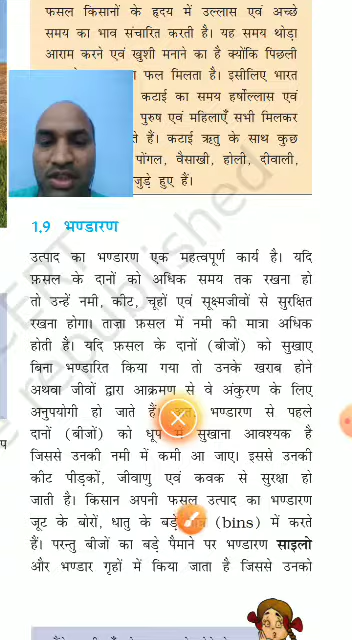 फसल किसानों के हृदय में उल्लास एवं अच्छे
समय का भाव संचारित करती है। यह समय थोड़ा
आराम करने एवं खुशी मनाने का है क्योंकि पिछली
फल मिलता है। इसीलिए भारत
कटाई का समय हर्षोल्लास एवं
पुरुष एवं महिलाएँ सभी मिलकर
हैं। कटाई ऋतु के साथ कुछ
पोंगल, वैसाखी, होली, दीवाली,
जुड़े हुए हैं।
1.9 भण्डारण
उत्पाद का भण्डारण एक महत्वपूर्ण कार्य है। यदि
फ़सल के दानों को अधिक समय तक रखना हो
तो उन्हें नमी, कीट, चूहों एवं सूक्ष्मजीवों से सुरक्षित
रखना होगा। ताज़ा फ़सल में नमी की मात्रा अधिक
होती है। यदि फ़सल के दानों (बीजों) को सुखाए
बिना भण्डारित किया गया तो उनके खराब होने
अथवा जीवों द्वारा आक्रमण से वे अंकुरण के लिए
अनुपयोगी हो जाते भण्डारण से पहले
दानों (बीजों) को धूप में सुखाना आवश्यक है
जिससे उनकी नमी में कमी आ जाए। इससे उनकी
कीट पीड़कों, जीवाणु एवं कवक से सुरक्षा हो
जाती है। किसान अपनी फसल उत्पाद का भण्डारण
जूट के बोरों, धातु के बड़े (bins) में करते
हैं। परन्तु बीजों का बड़े पैमाने पर भण्डारण साइलो
और भण्डार गृहों में किया जाता है जिससे उनको